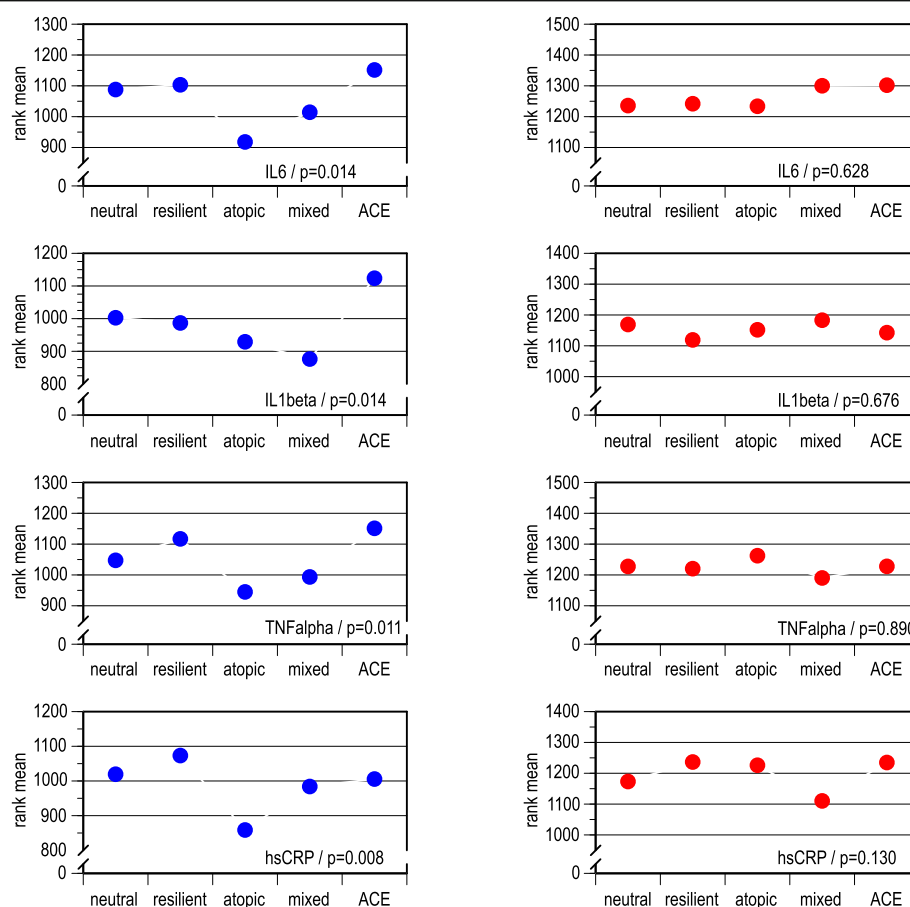 1300
1200
1100
1000
900
0
rank mean
IL6 / p=0.014
neutral resilient atopic mixed ACE
1500
1400
1300
1200
1100
0
rank mean
IL6 / p=0.628
neutral resilient atopic mixed ACE
1200
1100
1000
900
800
0
rank mean
IL1beta / p=0.014
neutral resilient atopic mixed ACE
1400
1300
1200
1100
1000
0
rank mean
IL1beta / p=0.676
neutral resilient atopic mixed ACE
1300
1200
1100
1000
900
0
rank mean
TNFalpha / p=0.011
neutral resilient atopic mixed ACE
1500
1400
1300
1200
1100
0
rank mean
TNFalpha / p=0.890
neutral resilient atopic mixed ACE
1200
1100
1000
900
800
0
rank mean
hsCRP / p=0.008
neutral resilient atopic mixed ACE
1400
1300
1200
1100
1000
0
rank mean
hsCRP / p=0.130
neutral resilient atopic mixed ACE